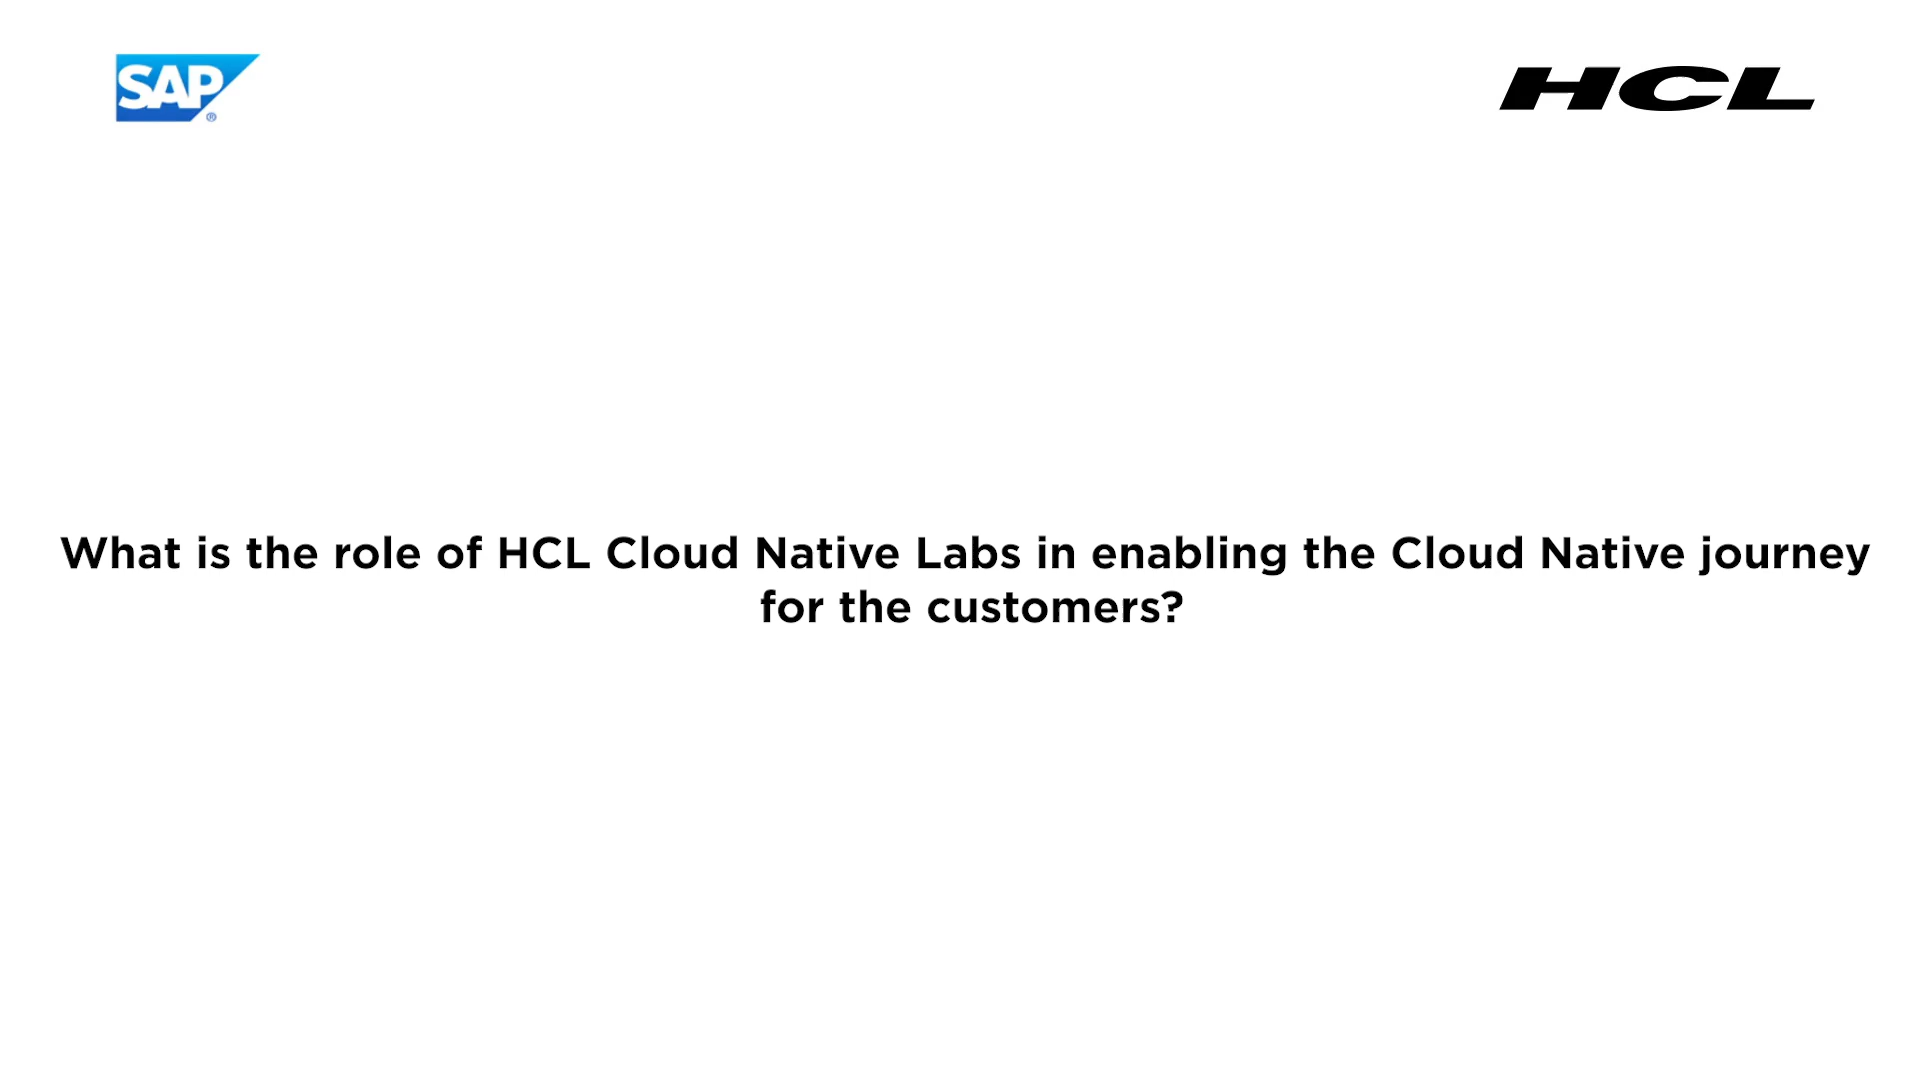 SAP®
HCL
What is the role of HCL Cloud Native Labs in enabling the Cloud Native journey
for the customers?